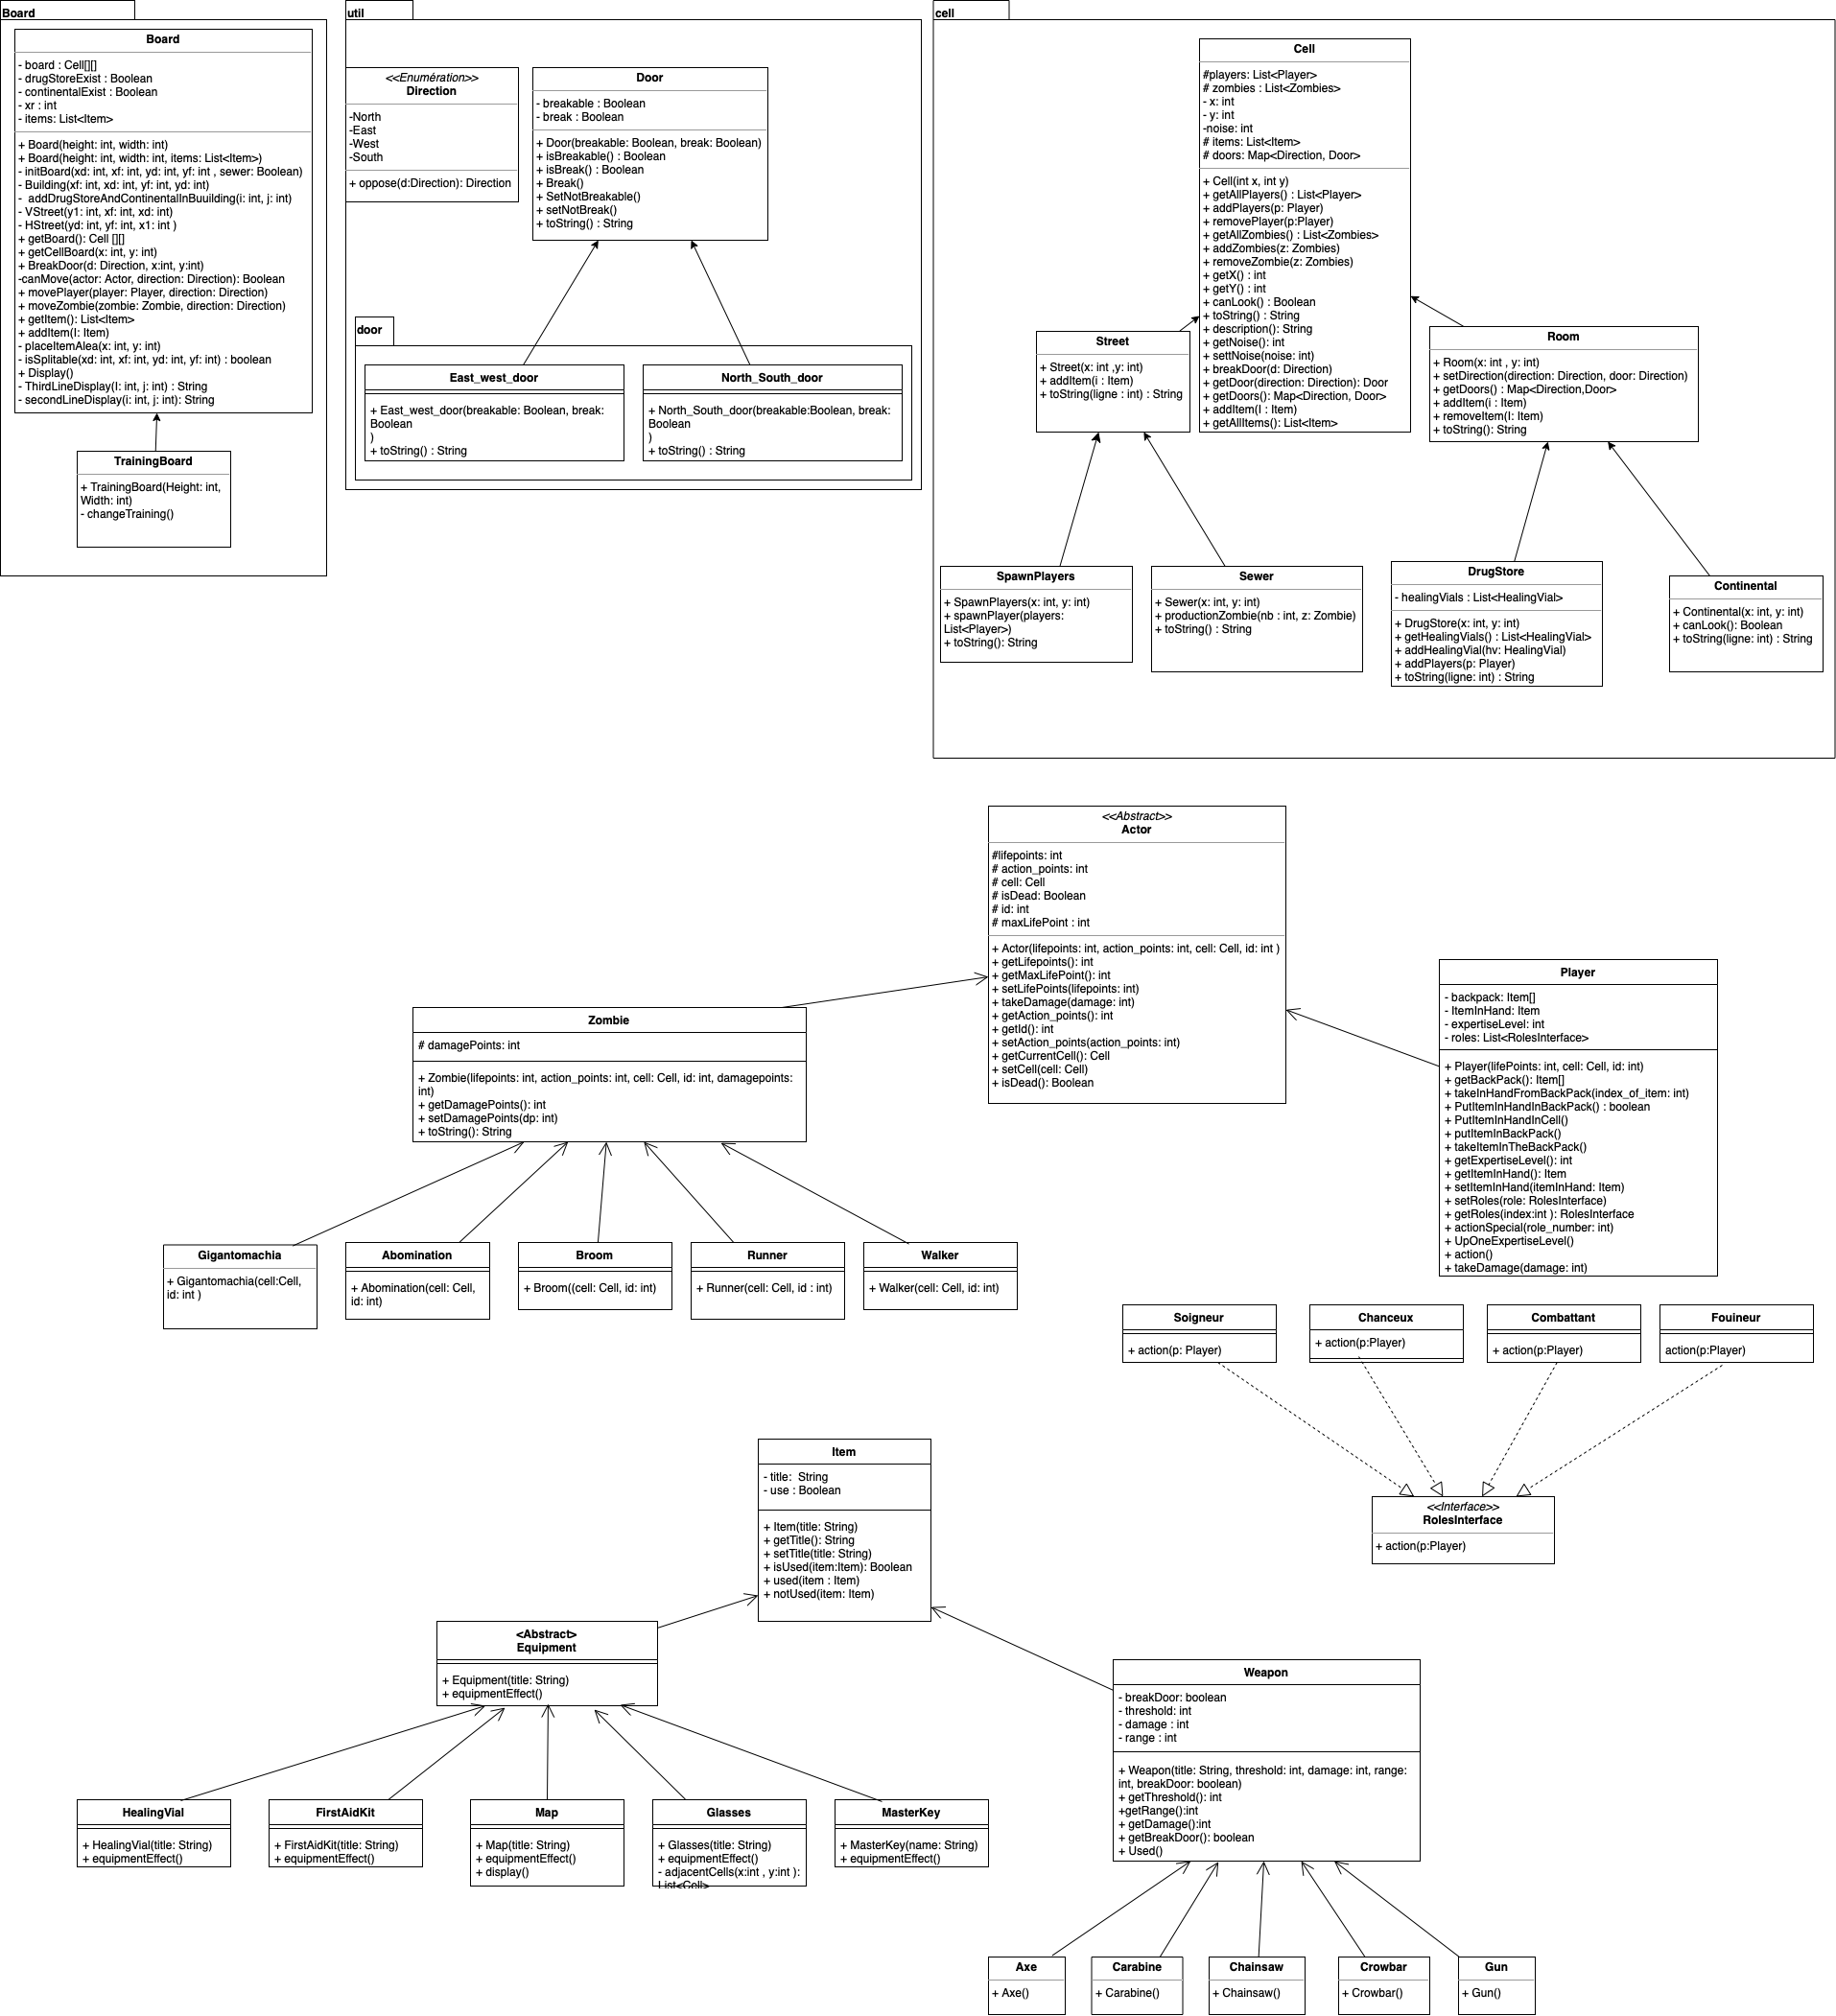 Board
Board
- board : Cell[][]
- drugStoreExist : Boolean
- continentalExist : Boolean
- xr : int
- items: List<Item>
+ Board(height: int, width: int)
+ Board(height: int, width: int, items: List<Item>)
- initBoard(xd: int, xf: int, yd: int, yf: int , sewer: Boolean)
- Building(xf: int, xd: int, yf: int, yd: int)
-  addDrugStoreAndContinentalInBuuilding(i: int, j: int)
- VStreet(y1: int, xf: int, xd: int)
- HStreet(yd: int, yf: int, x1: int )
+ getBoard(): Cell [][]
+ getCellBoard(x: int, y: int)
+ BreakDoor(d: Direction, x:int, y:int)
-canMove(actor: Actor, direction: Direction): Boolean
+ movePlayer(player: Player, direction: Direction)
+ moveZombie(zombie: Zombie, direction: Direction)
+ getItem(): List<Item>
+ addItem(I: Item)
- placeItemAlea(x: int, y: int)
- isSplitable(xd: int, xf: int, yd: int, yf: int) : boolean
+ Display()
- ThirdLineDisplay(I: int, j: int) : String
- secondLineDisplay(i: int, j: int): String
TrainingBoard
+ TrainingBoard(Height: int,
Width: int)
- changeTraining()
util
<<Enumération>>
Direction
-North
-East
-West
-South
+ oppose(d:Direction): Direction
Door
- breakable : Boolean
- break : Boolean
+ Door(breakable: Boolean, break: Boolean)
+ isBreakable() : Boolean
+ isBreak() : Boolean
+ Break()
+ SetNotBreakable()
+ setNotBreak()
+ toString() : String
door
East_west_door
+ East_west_door(breakable: Boolean, break:
Boolean
)
+ toString() : String
North_South_door
+ North_South_door(breakable:Boolean, break:
Boolean
)
+ toString() : String
cell
Cell
#players: List<Player>
# zombies : List<Zombies>
- x: int
- y: int
-noise: int
# items: List<Item>
# doors: Map<Direction, Door>
+ Cell(int x, int y)
+ getAllPlayers() : List<Player>
+ addPlayers(p: Player)
+ removePlayer(p:Player)
+ getAllZombies() : List<Zombies>
+ addZombies(z: Zombies)
+ removeZombie(z: Zombies)
+ getX() : int
+ getY() : int
+ canLook() : Boolean
+ toString() : String
+ description(): String
+ getNoise(): int
+ settNoise(noise: int)
+ breakDoor(d: Direction)
+ getDoor(direction: Direction): Door
+ getDoors(): Map<Direction, Door>
+ addItem(I : Item)
+ getAllItems(): List<Item>
Street
+ Street(x: int ,y: int)
+ addItem(i : Item)
+ toString(ligne : int) : String
Room
+ Room(x: int , y: int)
+ setDirection(direction: Direction, door: Direction)
+ getDoors() : Map<Direction,Door>
+ addItem(i : Item)
+ removeItem(I: Item)
+ toString(): String
SpawnPlayers
+ SpawnPlayers(x: int, y: int)
+ spawnPlayer(players:
List<Player>)
+ toString(): String
Sewer
+ Sewer(x: int, y: int)
+ productionZombie(nb : int, z: Zombie)
+ toString() : String
DrugStore
- healingVials : List<HealingVial>
+ DrugStore(x: int, y: int)
+ getHealingVials() : List<HealingVial>
+ addHealingVial(hv: HealingVial)
+ addPlayers(p: Player)
+ toString(ligne: int) : String
Continental
+ Continental(x: int, y: int)
+ canLook(): Boolean
+ toString(ligne: int) : String
<<Abstract>>
Actor
#lifepoints: int
# action_points: int
# cell: Cell
# isDead: Boolean
# id: int
# maxLifePoint : int
+ Actor(lifepoints: int, action_points: int, cell: Cell, id: int )
+ getLifepoints(): int
+ getMaxLifePoint(): int
+ setLifePoints(lifepoints: int)
+ takeDamage(damage: int)
+ getAction_points(): int
+ getId(): int
+ setAction_points(action_points: int)
+ getCurrentCell(): Cell
+ setCell(cell: Cell)
+ isDead(): Boolean
Zombie
# damagePoints: int
+ Zombie(lifepoints: int, action_points: int, cell: Cell, id: int, damagepoints:
int)
+ getDamagePoints(): int
+ setDamagePoints(dp: int)
+ toString(): String
Player
- backpack: Item[]
- ItemInHand: Item
- expertiseLevel: int
- roles: List<RolesInterface>
+ Player(lifePoints: int, cell: Cell, id: int)
+ getBackPack(): Item[]
+ takeInHandFromBackPack(index_of_item: int)
+ PutItemInHandInBackPack() : boolean
+ PutItemInHandInCell()
+ putItemInBackPack()
+ takeItemInTheBackPack()
+ getExpertiseLevel(): int
+ getItemInHand(): Item
+ setItemInHand(itemInHand: Item)
+ setRoles(role: RolesInterface)
+ getRoles(index:int ): RolesInterface
+ actionSpecial(role_number: int)
+ UpOneExpertiseLevel()
+ action()
+ takeDamage(damage: int)
Gigantomachia
+ Gigantomachia(cell:Cell,
id: int )
Abomination
+ Abomination(cell: Cell,
id: int)
Broom
+ Broom((cell: Cell, id: int)
Runner
+ Runner(cell: Cell, id : int)
Walker
+ Walker(cell: Cell, id: int)
Soigneur
+ action(p: Player)
Chanceux
+ action(p:Player)
Combattant
+ action(p:Player)
Fouineur
action(p:Player)
<<Interface>>
RolesInterface
+ action(p:Player)
Item
- title:  String
- use : Boolean
+ Item(title: String)
+ getTitle(): String
+ setTitle(title: String)
+ isUsed(item:Item): Boolean
+ used(item : Item)
+ notUsed(item: Item)
<Abstract>
Equipment
+ Equipment(title: String)
+ equipmentEffect()
Weapon
- breakDoor: boolean
- threshold: int
- damage : int
- range : int
+ Weapon(title: String, threshold: int, damage: int, range:
int, breakDoor: boolean)
+ getThreshold(): int
+getRange():int
+ getDamage():int
+ getBreakDoor(): boolean
+ Used()
HealingVial
+ HealingVial(title: String)
+ equipmentEffect()
FirstAidKit
+ FirstAidKit(title: String)
+ equipmentEffect()
Map
+ Map(title: String)
+ equipmentEffect()
+ display()
Glasses
+ Glasses(title: String)
+ equipmentEffect()
- adjacentCells(x:int , y:int ):
List<Cell>
MasterKey
+ MasterKey(name: String)
+ equipmentEffect()
Axe
+ Axe()
Carabine
+ Carabine()
Chainsaw
+ Chainsaw()
Crowbar
+ Crowbar()
Gun
+ Gun()